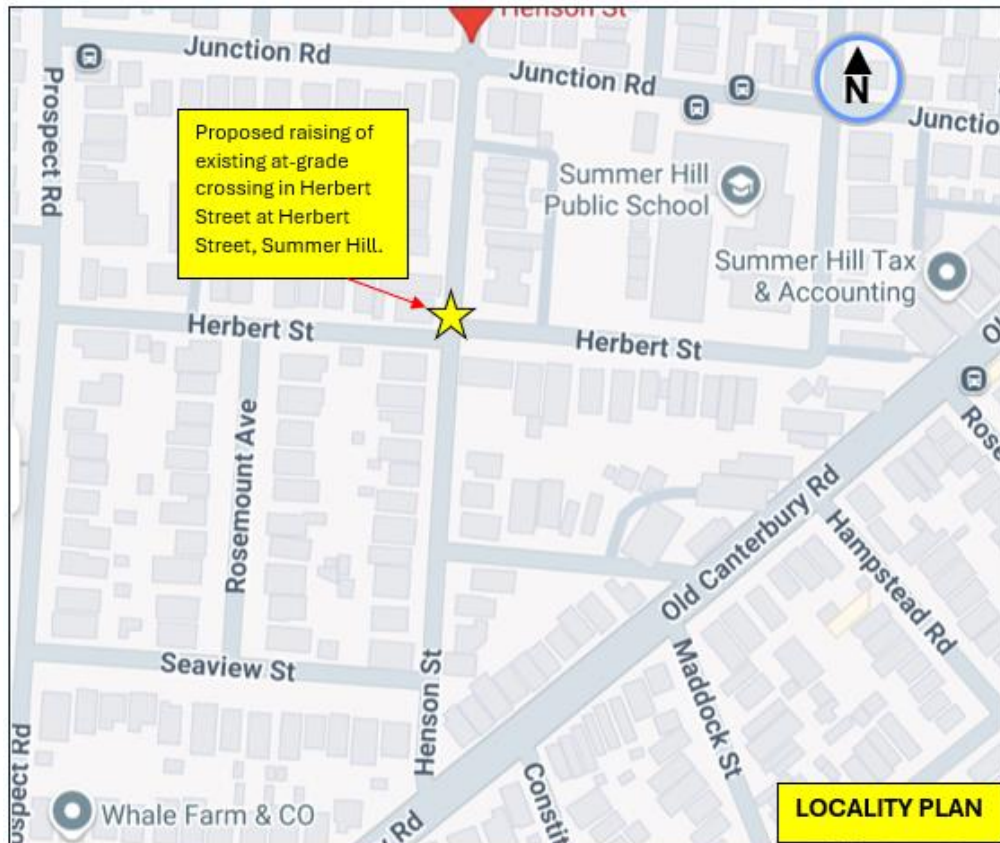 Henson St
Junction Rd
Junction Rd
N
Prospect Rd
Proposed raising of
existing at-grade
crossing in Herbert
Street at Herbert
Street, Summer Hill.
Summer Hill
Public School
Summer Hill Tax
& Accounting
Herbert St
Herbert St
Rosemount Ave
Old Canterbury Rd
Hampstead Rd
Seaview St
Henson St
Maddock St
Whale Farm & CO
Rd
LOCALITY PLAN